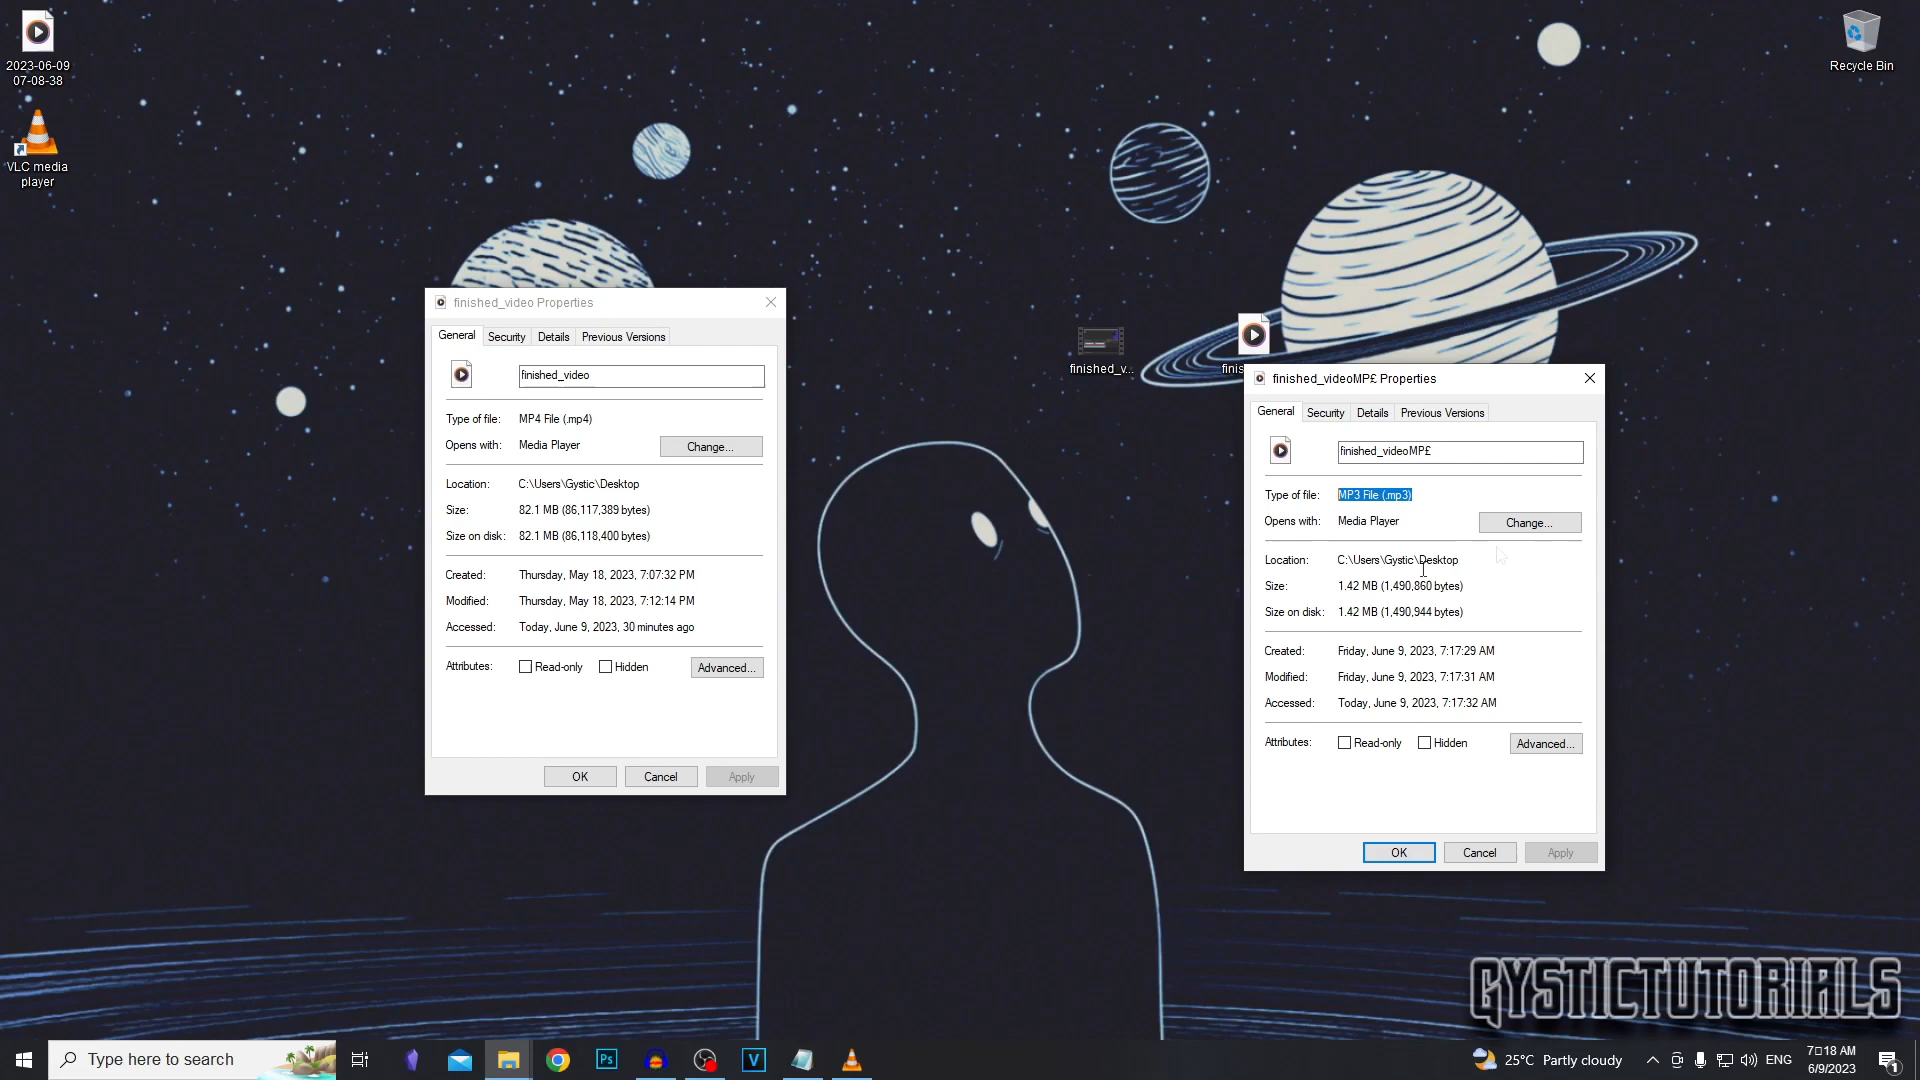 2023-06-09
07-08-38
VLC media
player
Recycle Bin
finished_v...
finis
finished_video Properties
General
Security
Details
Previous Versions
finished_video
Type of file:
MP4 File (.mp4)
Opens with:
Media Player
Change...
Location:
C:\Users\Gystic\Desktop
Size:
82.1 MB (86,117,389 bytes)
Size on disk:
82.1 MB (86,118,400 bytes)
Created:
Thursday, May 18, 2023, 7:07:32 PM
Modified:
Thursday, May 18, 2023, 7:12:14 PM
Accessed:
Today, June 9, 2023, 30 minutes ago
Attributes:
Read-only
Hidden
Advanced...
OK
Cancel
Apply
finished_videoMP£ Properties
General
Security
Details
Previous Versions
finished_videoMP£
Type of file:
MP3 File (.mp3)
Opens with:
Media Player
Change...
Location:
C:\Users\Gystic\Desktop
Size:
1.42 MB (1,490,860 bytes)
Size on disk:
1.42 MB (1,490,944 bytes)
Created:
Friday, June 9, 2023, 7:17:29 AM
Modified:
Friday, June 9, 2023, 7:17:31 AM
Accessed:
Today, June 9, 2023, 7:17:32 AM
Attributes:
Read-only
Hidden
Advanced...
OK
Cancel
Apply
GYSTICTUTORIALS
Type here to search
Ps
V
25°C Partly cloudy
ENG
7□18 AM
6/9/2023
1